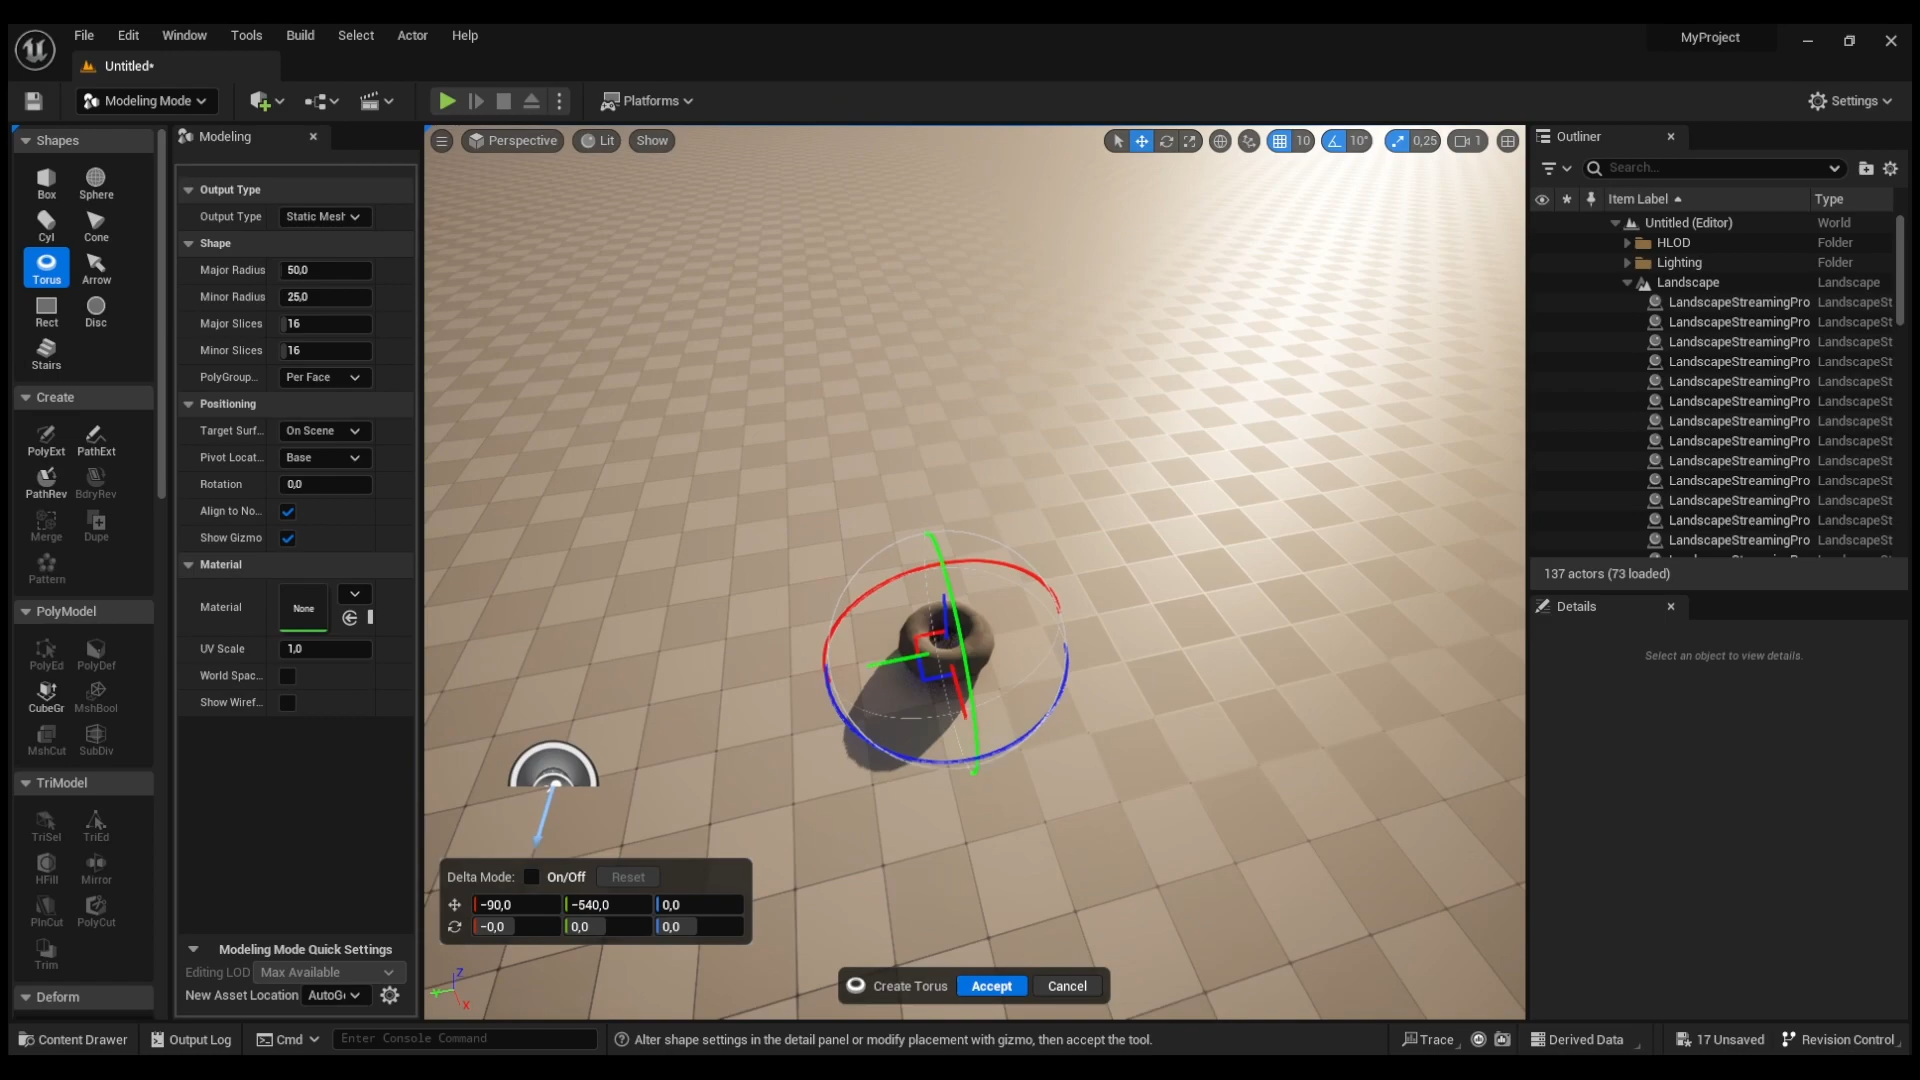 File Edit Window Tools Build Select Actor Help
MyProject
Untitled*
Modeling Mode
Platforms
Settings
Shapes
Box Sphere
Cyl Cone
Torus Arrow
Rect Disc
Stairs
Create
PolyExt PathExt
PathRev BdryRev
Merge Dupe
Pattern
PolyModel
PolyEd PolyDef
CubeGr MshBool
MshCut SubDiv
TriModel
TriSel TriEd
HFill Mirror
PlnCut PolyCut
Trim
Deform
Modeling
Output Type
Output Type Static Mesh
Shape
Major Radius 50,0
Minor Radius 25,0
Major Slices 16
Minor Slices 16
PolyGroup... Per Face
Positioning
Target Surf... On Scene
Pivot Locat... Base
Rotation 0,0
Align to No...
Show Gizmo
Material
Material None
UV Scale 1,0
World Spac...
Show Wiref...
Modeling Mode Quick Settings
Editing LOD Max Available
New Asset Location AutoG
Perspective Lit Show
10 10° 0,25 1
Delta Mode: On/Off Reset
-90,0 -540,0 0,0
-0,0 0,0 0,0
Z
Y
X
Create Torus Accept Cancel
Outliner
Search...
Item Label Type
Untitled (Editor) World
HLOD Folder
Lighting Folder
Landscape Landscape
LandscapeStreamingPro LandscapeSt
LandscapeStreamingPro LandscapeSt
LandscapeStreamingPro LandscapeSt
LandscapeStreamingPro LandscapeSt
LandscapeStreamingPro LandscapeSt
LandscapeStreamingPro LandscapeSt
LandscapeStreamingPro LandscapeSt
LandscapeStreamingPro LandscapeSt
LandscapeStreamingPro LandscapeSt
LandscapeStreamingPro LandscapeSt
LandscapeStreamingPro LandscapeSt
LandscapeStreamingPro LandscapeSt
LandscapeStreamingPro LandscapeSt
137 actors (73 loaded)
Details
Select an object to view details.
Content Drawer Output Log Cmd Enter Console Command Alter shape settings in the detail panel or modify placement with gizmo, then accept the tool. Trace Derived Data 17 Unsaved Revision Control